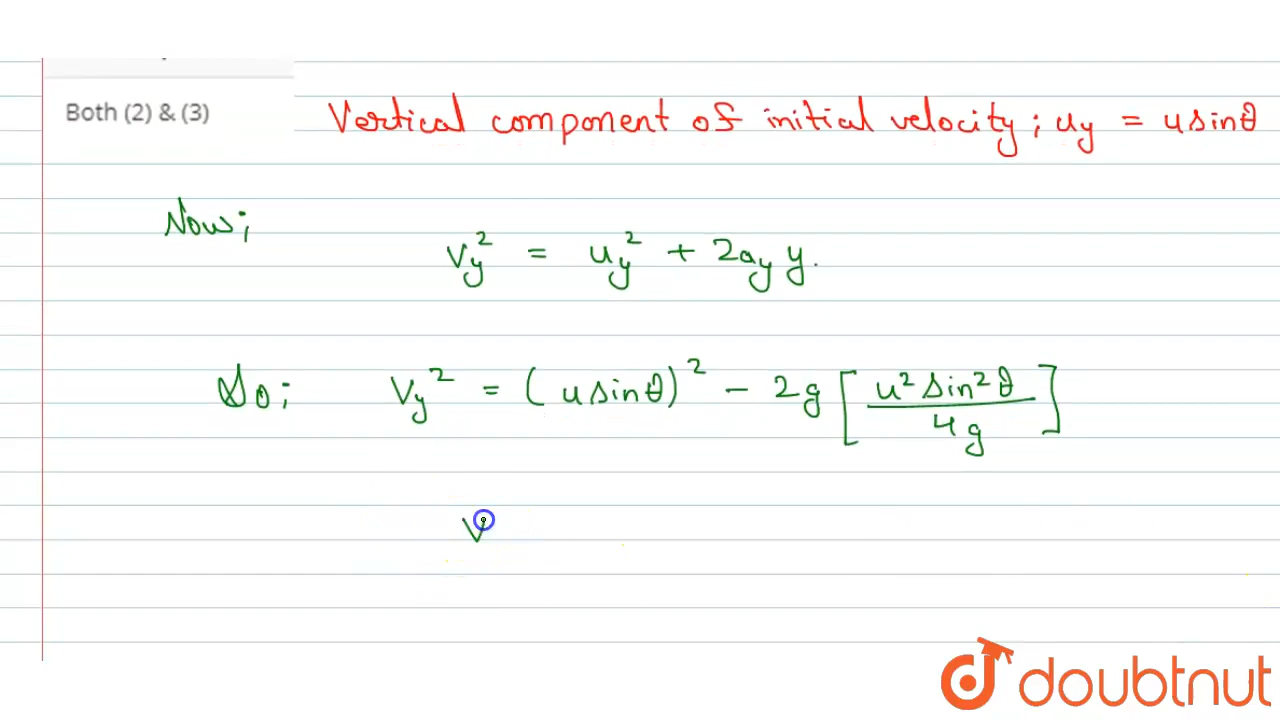 Both (2) & (3)
Vertical component of initial velocity; uy = u sinθ
Now;
Vy² = uy² + 2ay y.
So; Vy² = (u sinθ)² - 2g [u² sin²θ / 4g]
V
doubtnut